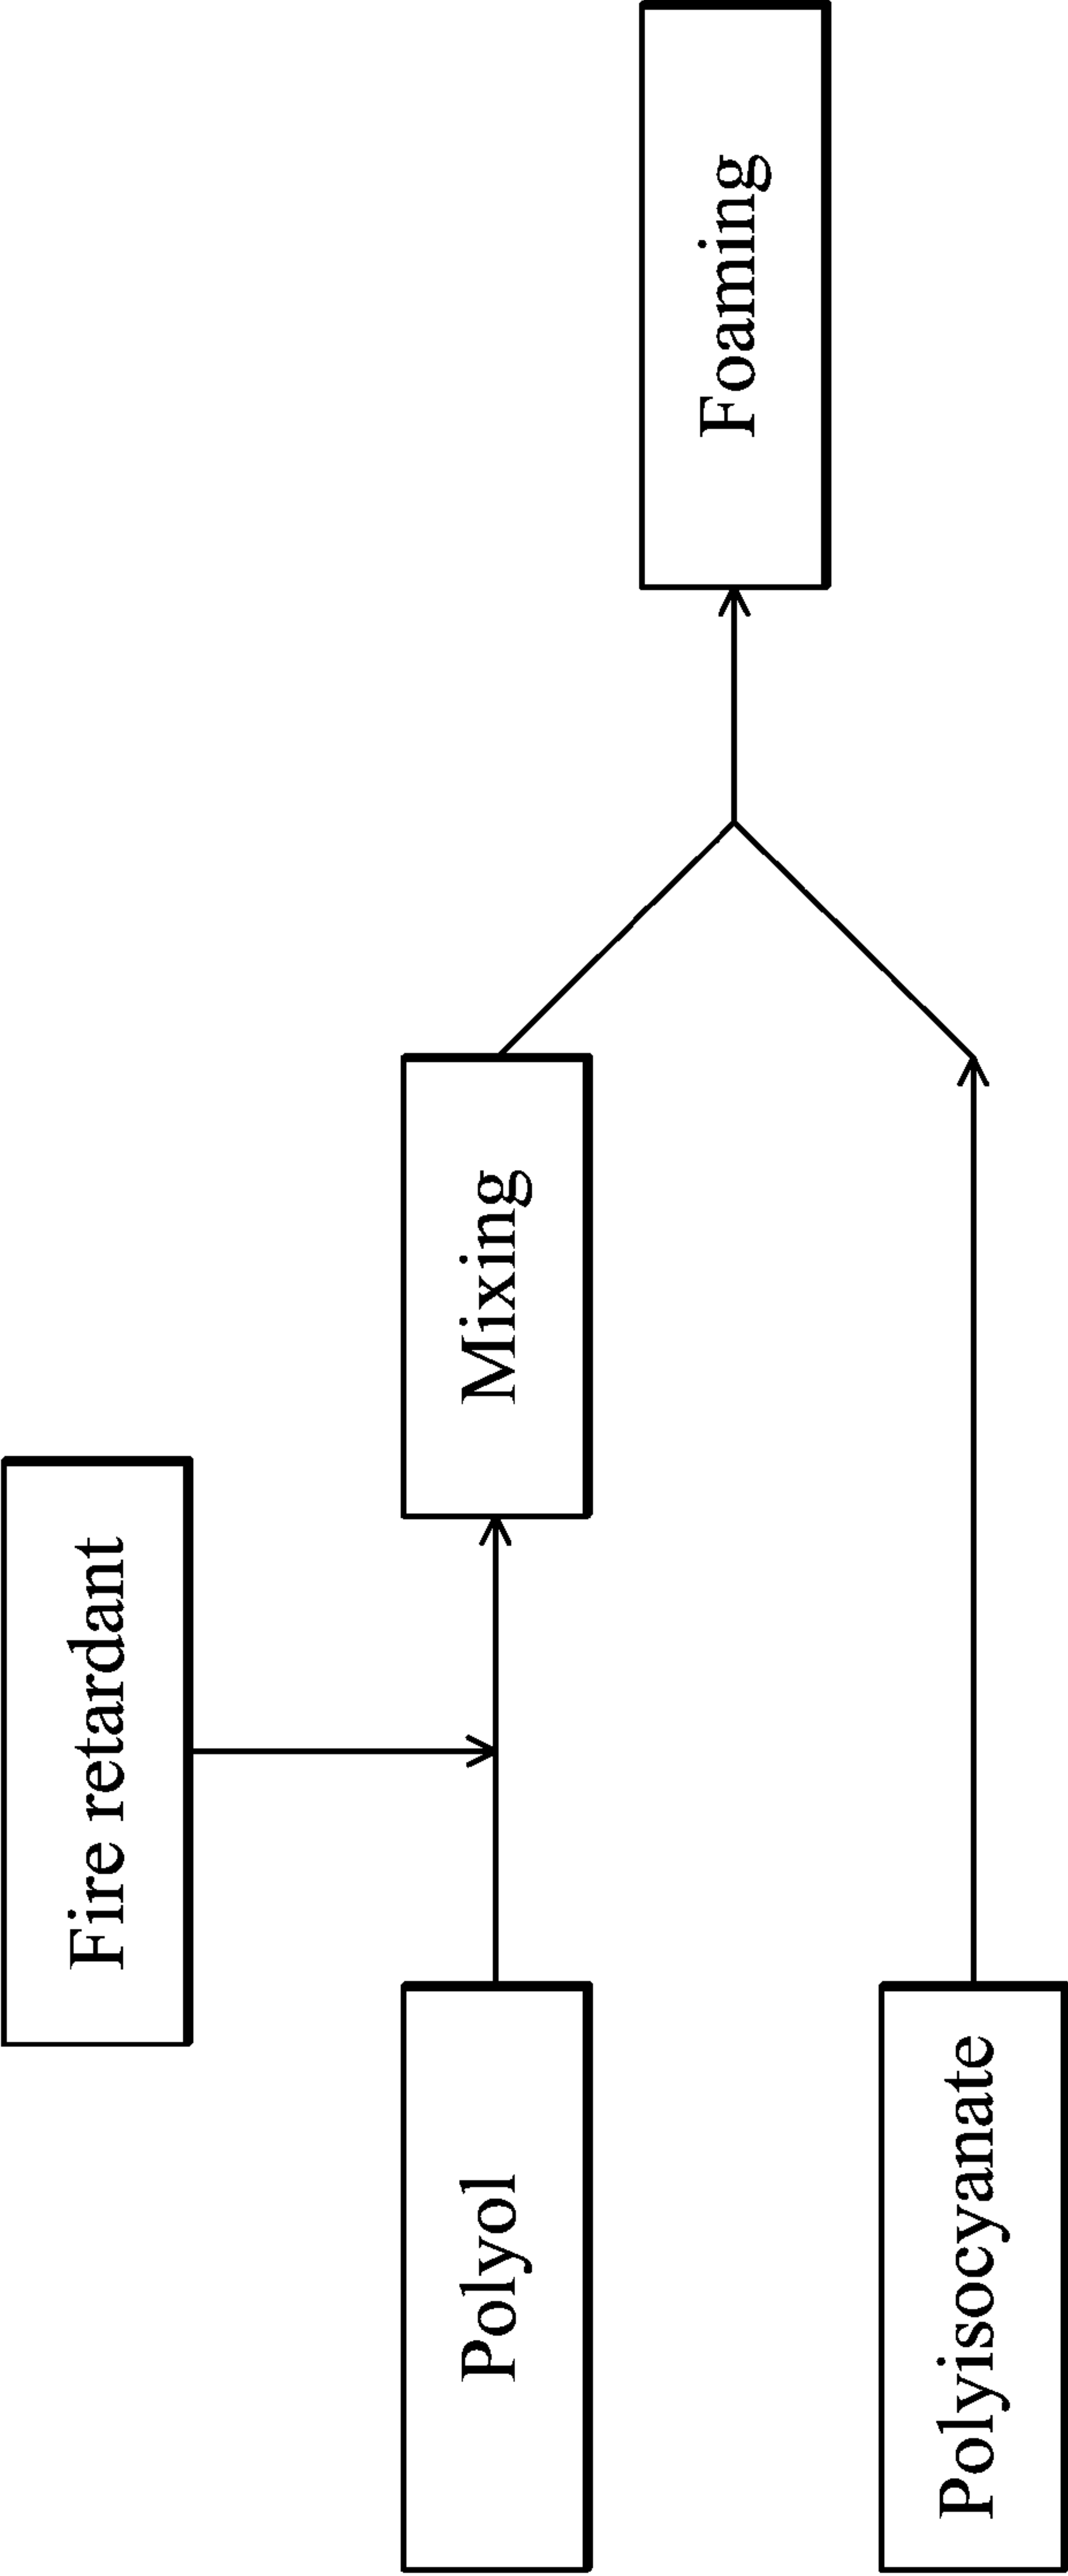 Fire retardant
Polyol
Mixing
Foaming
Polyisocyanate